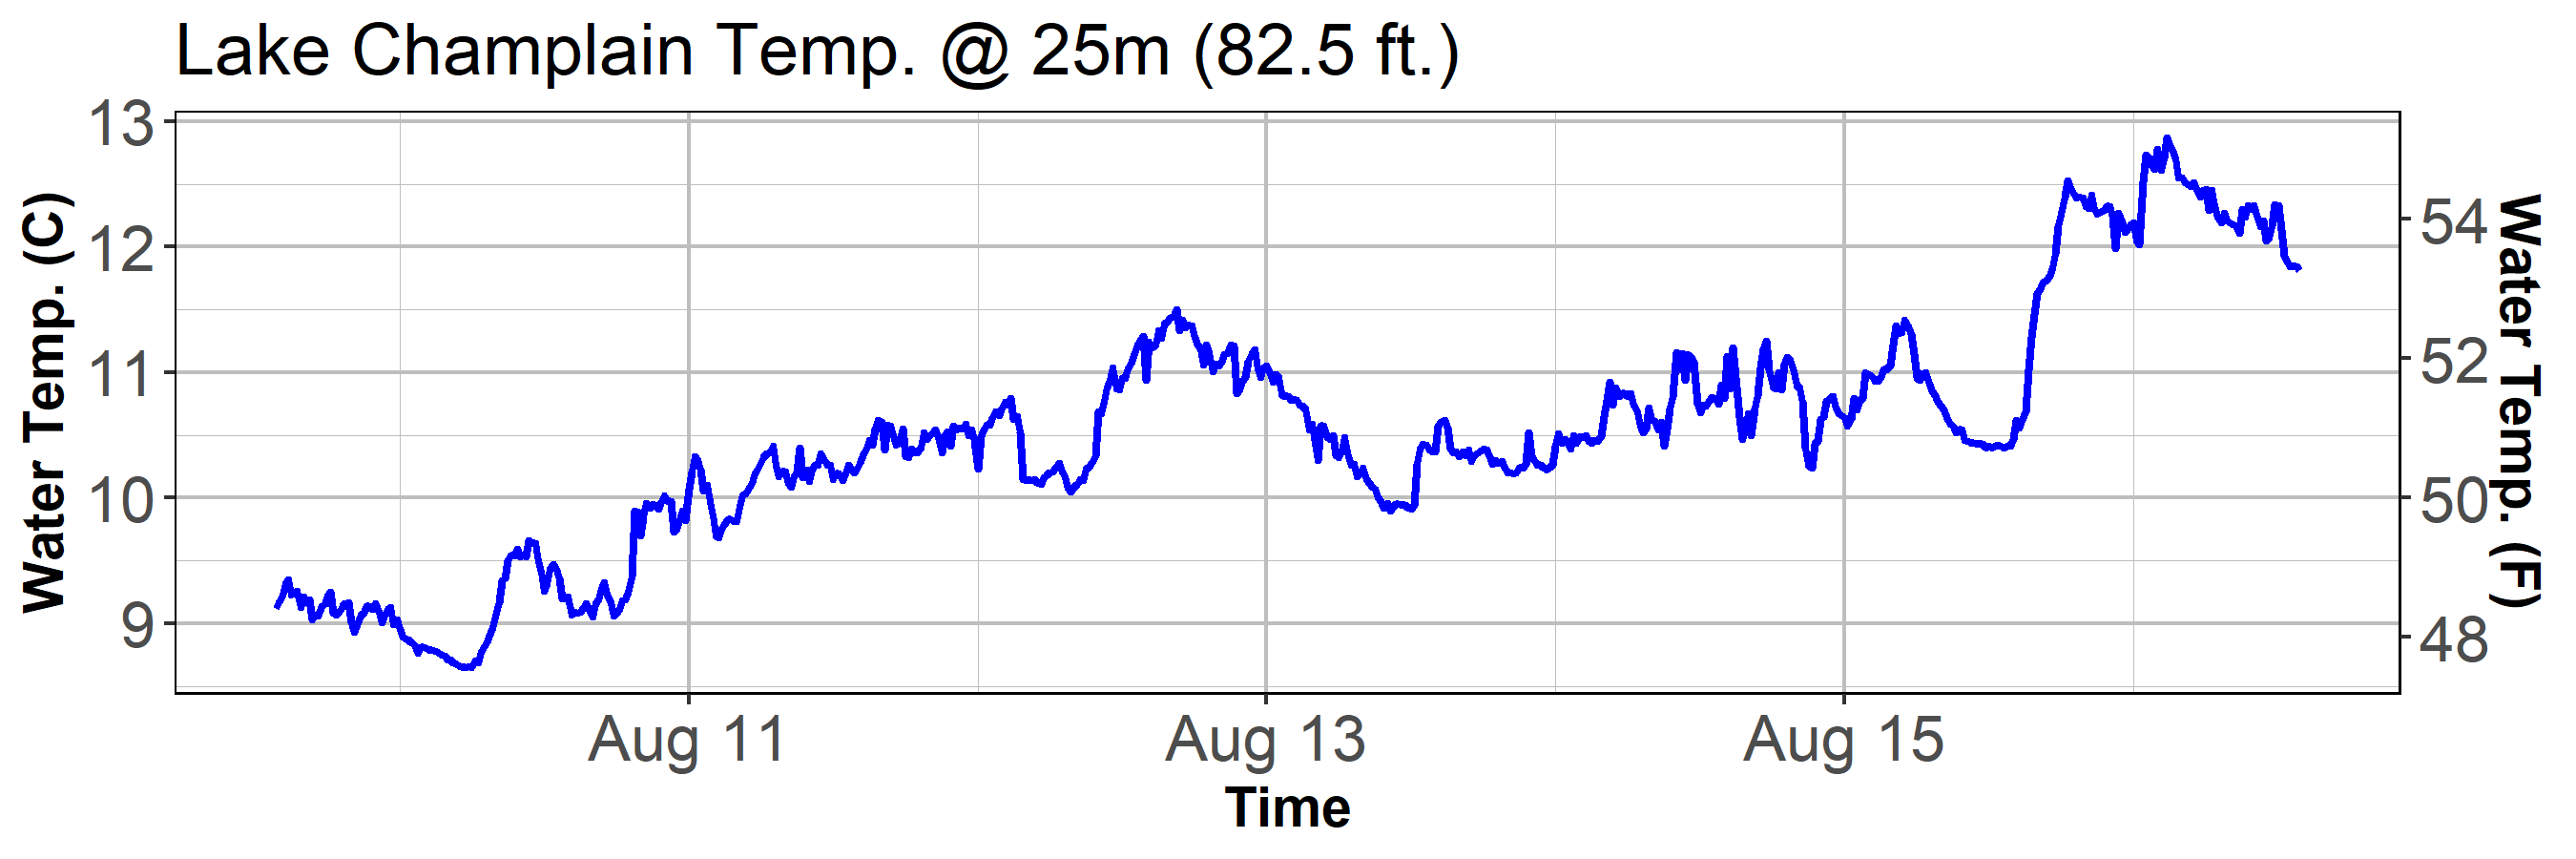 Lake Champlain Temp. @ 25m (82.5 ft.)
Water Temp. (C)
13
12
11
10
9
54
52
50
48
Water Temp. (F)
Aug 11 Aug 13 Aug 15
Time